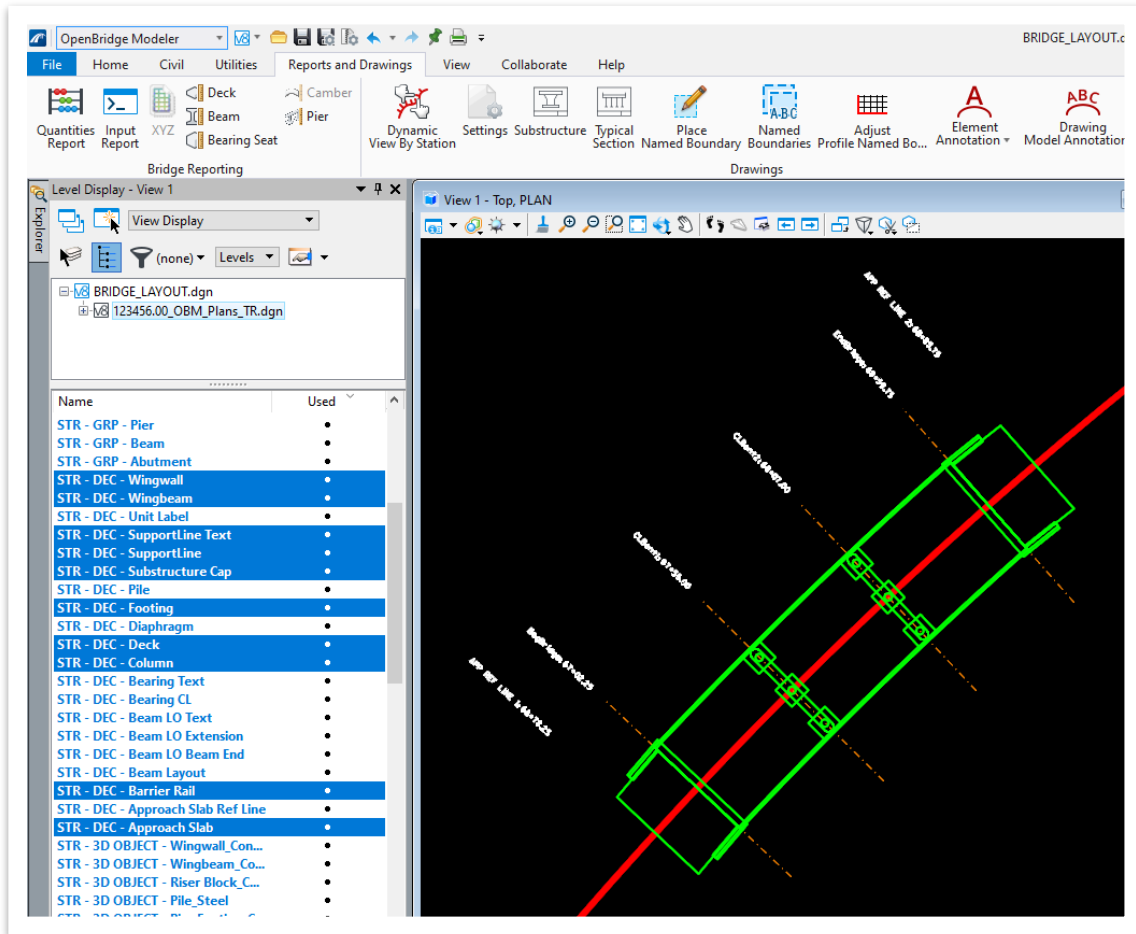 OpenBridge Modeler
BRIDGE_LAYOUT.d
File Home Civil Utilities Reports and Drawings View Collaborate Help
Quantities Report
Input Report
XYZ
Deck
Beam
Bearing Seat
Camber
Pier
Dynamic View By Station
Settings
Substructure
Typical Section
Place Named Boundary
Named Boundaries
Adjust Profile Named Bo...
Element Annotation
Drawing Model Annotation
Bridge Reporting
Drawings
Explorer
Level Display - View 1
View Display
(none) Levels
BRIDGE_LAYOUT.dgn
123456.00_OBM_Plans_TR.dgn
Name Used
STR - GRP - Pier
STR - GRP - Beam
STR - GRP - Abutment
STR - DEC - Wingwall
STR - DEC - Wingbeam
STR - DEC - Unit Label
STR - DEC - SupportLine Text
STR - DEC - SupportLine
STR - DEC - Substructure Cap
STR - DEC - Pile
STR - DEC - Footing
STR - DEC - Diaphragm
STR - DEC - Deck
STR - DEC - Column
STR - DEC - Bearing Text
STR - DEC - Bearing CL
STR - DEC - Beam LO Text
STR - DEC - Beam LO Extension
STR - DEC - Beam LO Beam End
STR - DEC - Beam Layout
STR - DEC - Barrier Rail
STR - DEC - Approach Slab Ref Line
STR - DEC - Approach Slab
STR - 3D OBJECT - Wingwall_Con...
STR - 3D OBJECT - Wingbeam_Co...
STR - 3D OBJECT - Riser Block_C...
STR - 3D OBJECT - Pile_Steel
View 1 - Top, PLAN
APP REF LINE 2:
APP REF LINE 1: